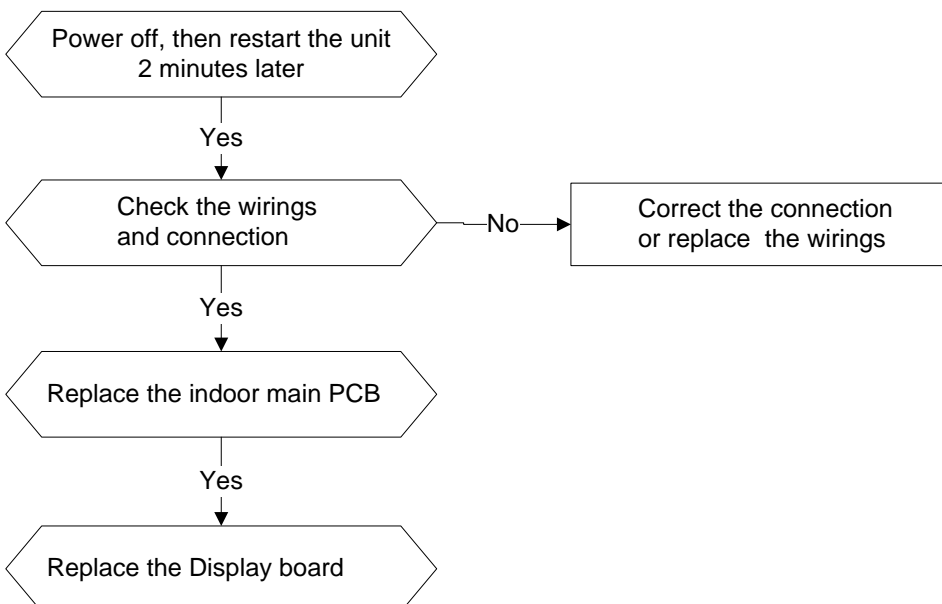 Power off, then restart the unit
2 minutes later
Yes
Check the wirings
and connection
No
Correct the connection
or replace the wirings
Yes
Replace the indoor main PCB
Yes
Replace the Display board